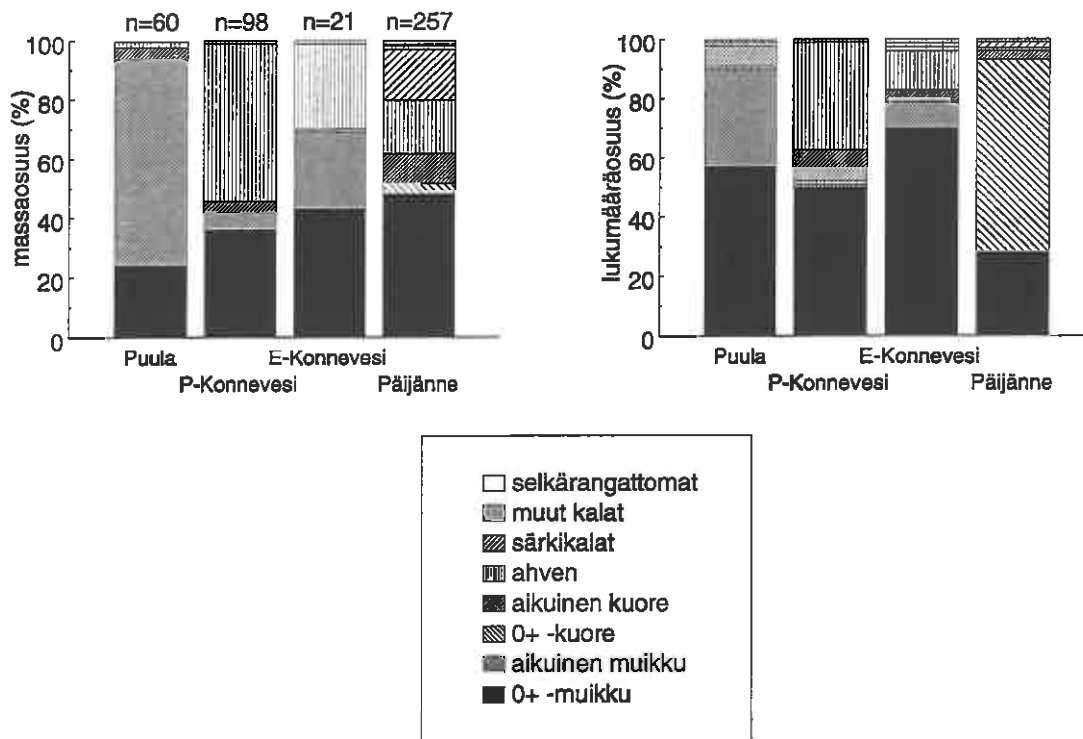 n=60 n=98 n=21 n=257
massaosuus (%)
100
80
60
40
20
0
Puula
E-Konnevesi
P-Konnevesi
Päijänne
lukumääräosuus (%)
100
80
60
40
20
0
Puula
E-Konnevesi
P-Konnevesi
Päijänne
selkärangattomat
muut kalat
särkikalat
ahven
aikuinen kuore
0+ -kuore
aikuinen muikku
0+ -muikku